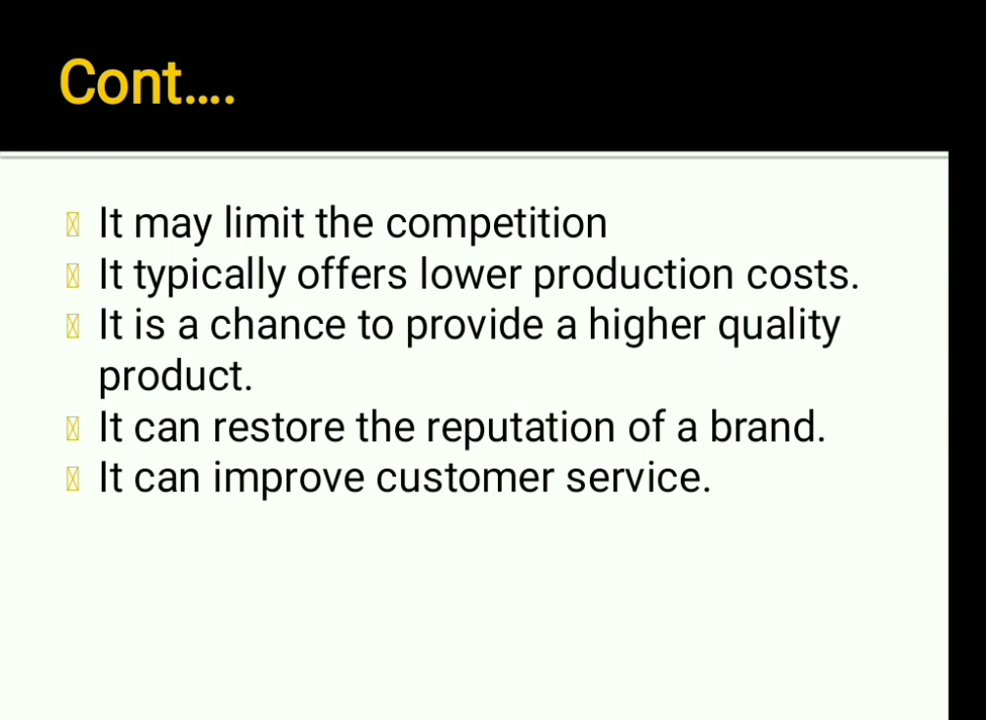 Cont....
It may limit the competition
It typically offers lower production costs.
It is a chance to provide a higher quality
product.
It can restore the reputation of a brand.
It can improve customer service.